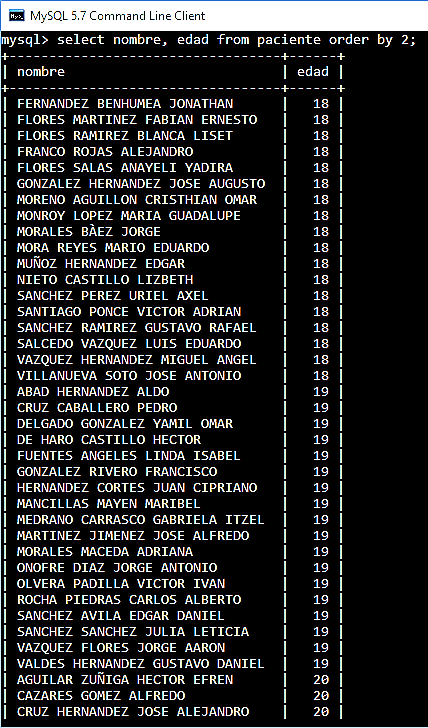 MySQL 5.7 Command Line Client
mysql> select nombre, edad from paciente order by 2;
+----------------------------------+------+
| nombre | edad |
+----------------------------------+------+
| FERNANDEZ BENHUMEA JONATHAN | 18 |
| FLORES MARTINEZ FABIAN ERNESTO | 18 |
| FLORES RAMIREZ BLANCA LISET | 18 |
| FRANCO ROJAS ALEJANDRO | 18 |
| FLORES SALAS ANAYELI YADIRA | 18 |
| GONZALEZ HERNANDEZ JOSE AUGUSTO | 18 |
| MORENO AGUILLON CRISTHIAN OMAR | 18 |
| MONROY LOPEZ MARIA GUADALUPE | 18 |
| MORALES BÀEZ JORGE | 18 |
| MORA REYES MARIO EDUARDO | 18 |
| MUÑOZ HERNANDEZ EDGAR | 18 |
| NIETO CASTILLO LIZBETH | 18 |
| SANCHEZ PEREZ URIEL AXEL | 18 |
| SANTIAGO PONCE VICTOR ADRIAN | 18 |
| SANCHEZ RAMIREZ GUSTAVO RAFAEL | 18 |
| SALCEDO VAZQUEZ LUIS EDUARDO | 18 |
| VAZQUEZ HERNANDEZ MIGUEL ANGEL | 18 |
| VILLANUEVA SOTO JOSE ANTONIO | 18 |
| ABAD HERNANDEZ ALDO | 19 |
| CRUZ CABALLERO PEDRO | 19 |
| DELGADO GONZALEZ YAMIL OMAR | 19 |
| DE HARO CASTILLO HECTOR | 19 |
| FUENTES ANGELES LINDA ISABEL | 19 |
| GONZALEZ RIVERO FRANCISCO | 19 |
| HERNANDEZ CORTES JUAN CIPRIANO | 19 |
| MANCILLAS MAYEN MARIBEL | 19 |
| MEDRANO CARRASCO GABRIELA ITZEL | 19 |
| MARTINEZ JIMENEZ JOSE ALFREDO | 19 |
| MORALES MACEDA ADRIANA | 19 |
| ONOFRE DIAZ JORGE ANTONIO | 19 |
| OLVERA PADILLA VICTOR IVAN | 19 |
| ROCHA PIEDRAS CARLOS ALBERTO | 19 |
| SANCHEZ AVILA EDGAR DANIEL | 19 |
| SANCHEZ SANCHEZ JULIA LETICIA | 19 |
| VAZQUEZ FLORES JORGE AARON | 19 |
| VALDES HERNANDEZ GUSTAVO DANIEL | 19 |
| AGUILAR ZUÑIGA HECTOR EFREN | 20 |
| CAZARES GOMEZ ALFREDO | 20 |
| CRUZ HERNANDEZ JOSE ALEJANDRO | 20 |